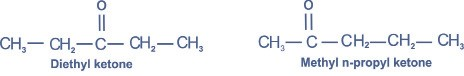 O O
CH₃—CH₂—C—CH₂—CH₃ CH₃—C—CH₂—CH₂—CH₃
Diethyl ketone Methyl n-propyl ketone